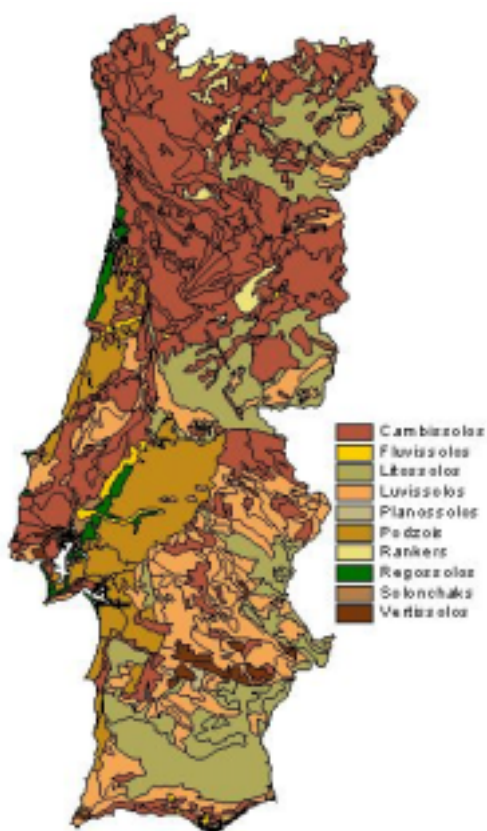 Cambissolos
Fluvissolos
Litossolos
Luvissolos
Planossolos
Podzois
Rankers
Regossolos
Solonchaks
Vertissolos